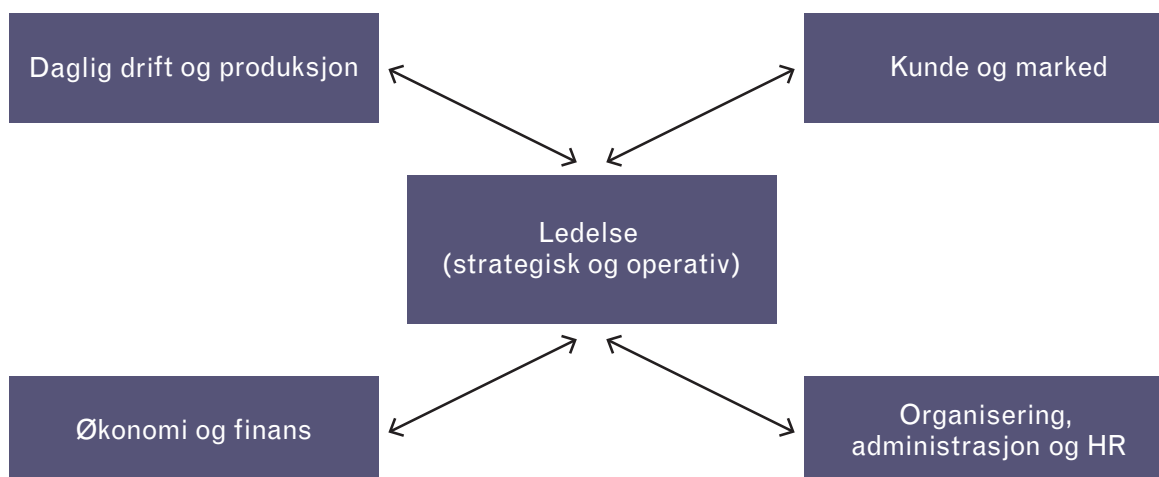 Daglig drift og produksjon
Kunde og marked
Ledelse
(strategisk og operativ)
Økonomi og finans
Organisering,
administrasjon og HR